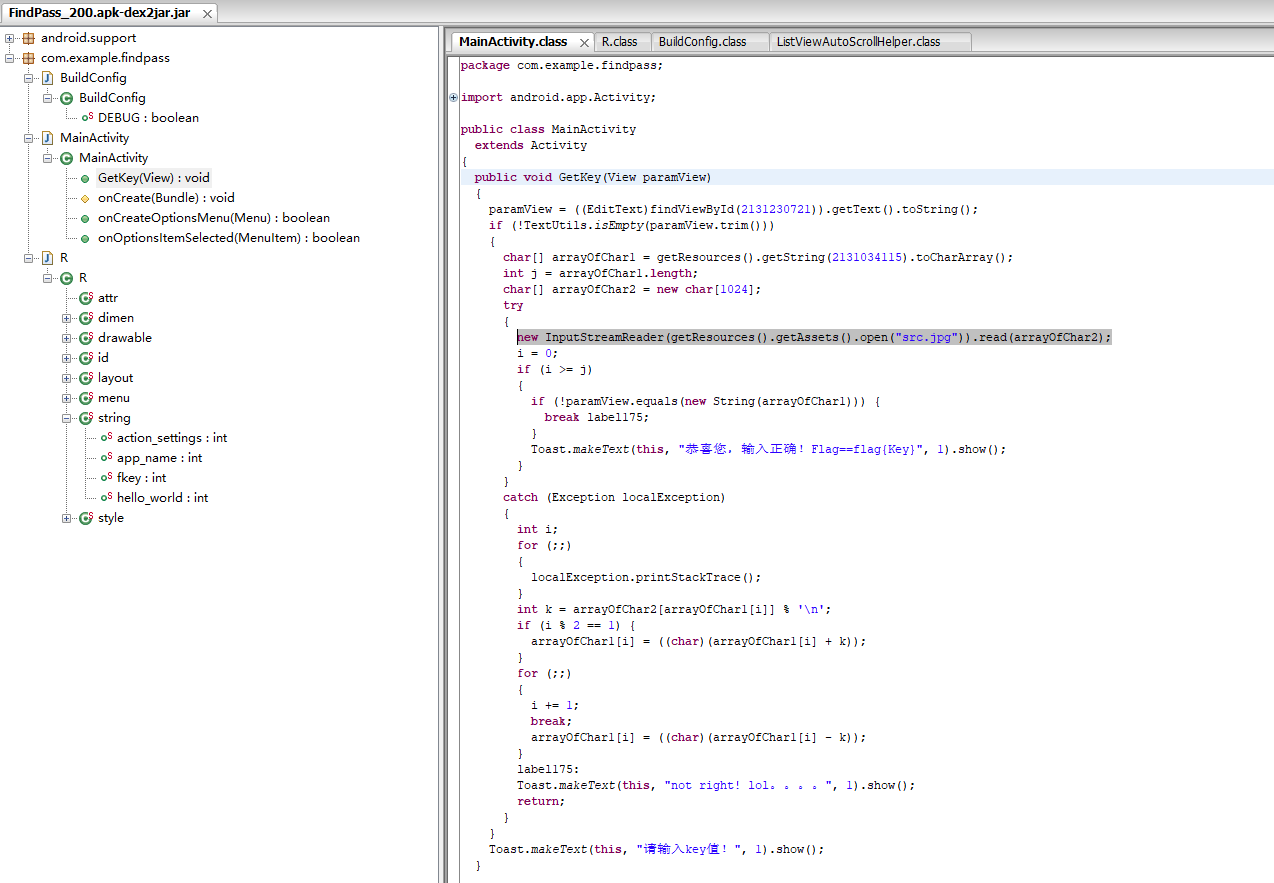 FindPass_200.apk-dex2jar.jar
android.support
com.example.findpass
BuildConfig
BuildConfig
DEBUG : boolean
MainActivity
MainActivity
GetKey(View) : void
onCreate(Bundle) : void
onCreateOptionsMenu(Menu) : boolean
onOptionsItemSelected(MenuItem) : boolean
R
R
attr
dimen
drawable
id
layout
menu
string
action_settings : int
app_name : int
fkey : int
hello_world : int
style
MainActivity.class R.class BuildConfig.class ListViewAutoScrollHelper.class
package com.example.findpass;
import android.app.Activity;
public class MainActivity
extends Activity
{
public void GetKey(View paramView)
{
paramView = ((EditText)findViewById(2131230721)).getText().toString();
if (!TextUtils.isEmpty(paramView.trim()))
{
char[] arrayOfChar1 = getResources().getString(2131034115).toCharArray();
int j = arrayOfChar1.length;
char[] arrayOfChar2 = new char[1024];
try
{
new InputStreamReader(getResources().getAssets().open("src.jpg")).read(arrayOfChar2);
i = 0;
if (i >= j)
{
if (!paramView.equals(new String(arrayOfChar1))) {
break label175;
}
Toast.makeText(this, "恭喜您，输入正确！Flag==flag{Key}", 1).show();
}
}
catch (Exception localException)
{
int i;
for (;;)
{
localException.printStackTrace();
}
int k = arrayOfChar2[arrayOfChar1[i]] % '\n';
if (i % 2 == 1) {
arrayOfChar1[i] = ((char)(arrayOfChar1[i] + k));
}
for (;;)
{
i += 1;
break;
arrayOfChar1[i] = ((char)(arrayOfChar1[i] - k));
}
label175:
Toast.makeText(this, "not right! lol。。。。", 1).show();
return;
}
}
Toast.makeText(this, "请输入key值！", 1).show();
}